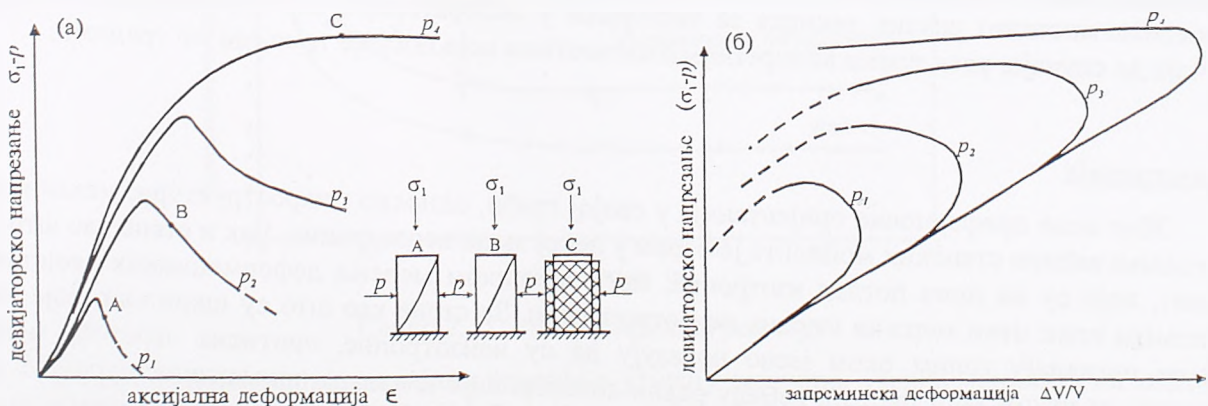 (а)
девијаторско напрезање σ₁-p
C
p₄
p₃
B
p₂
A
p₁
σ₁ σ₁ σ₁
A B C
p p p p
аксијална деформација ϵ
(б)
девијаторско напрезање (σ₁-p)
p₃
p₃
p₂
p₁
запреминска деформација ΔV/V